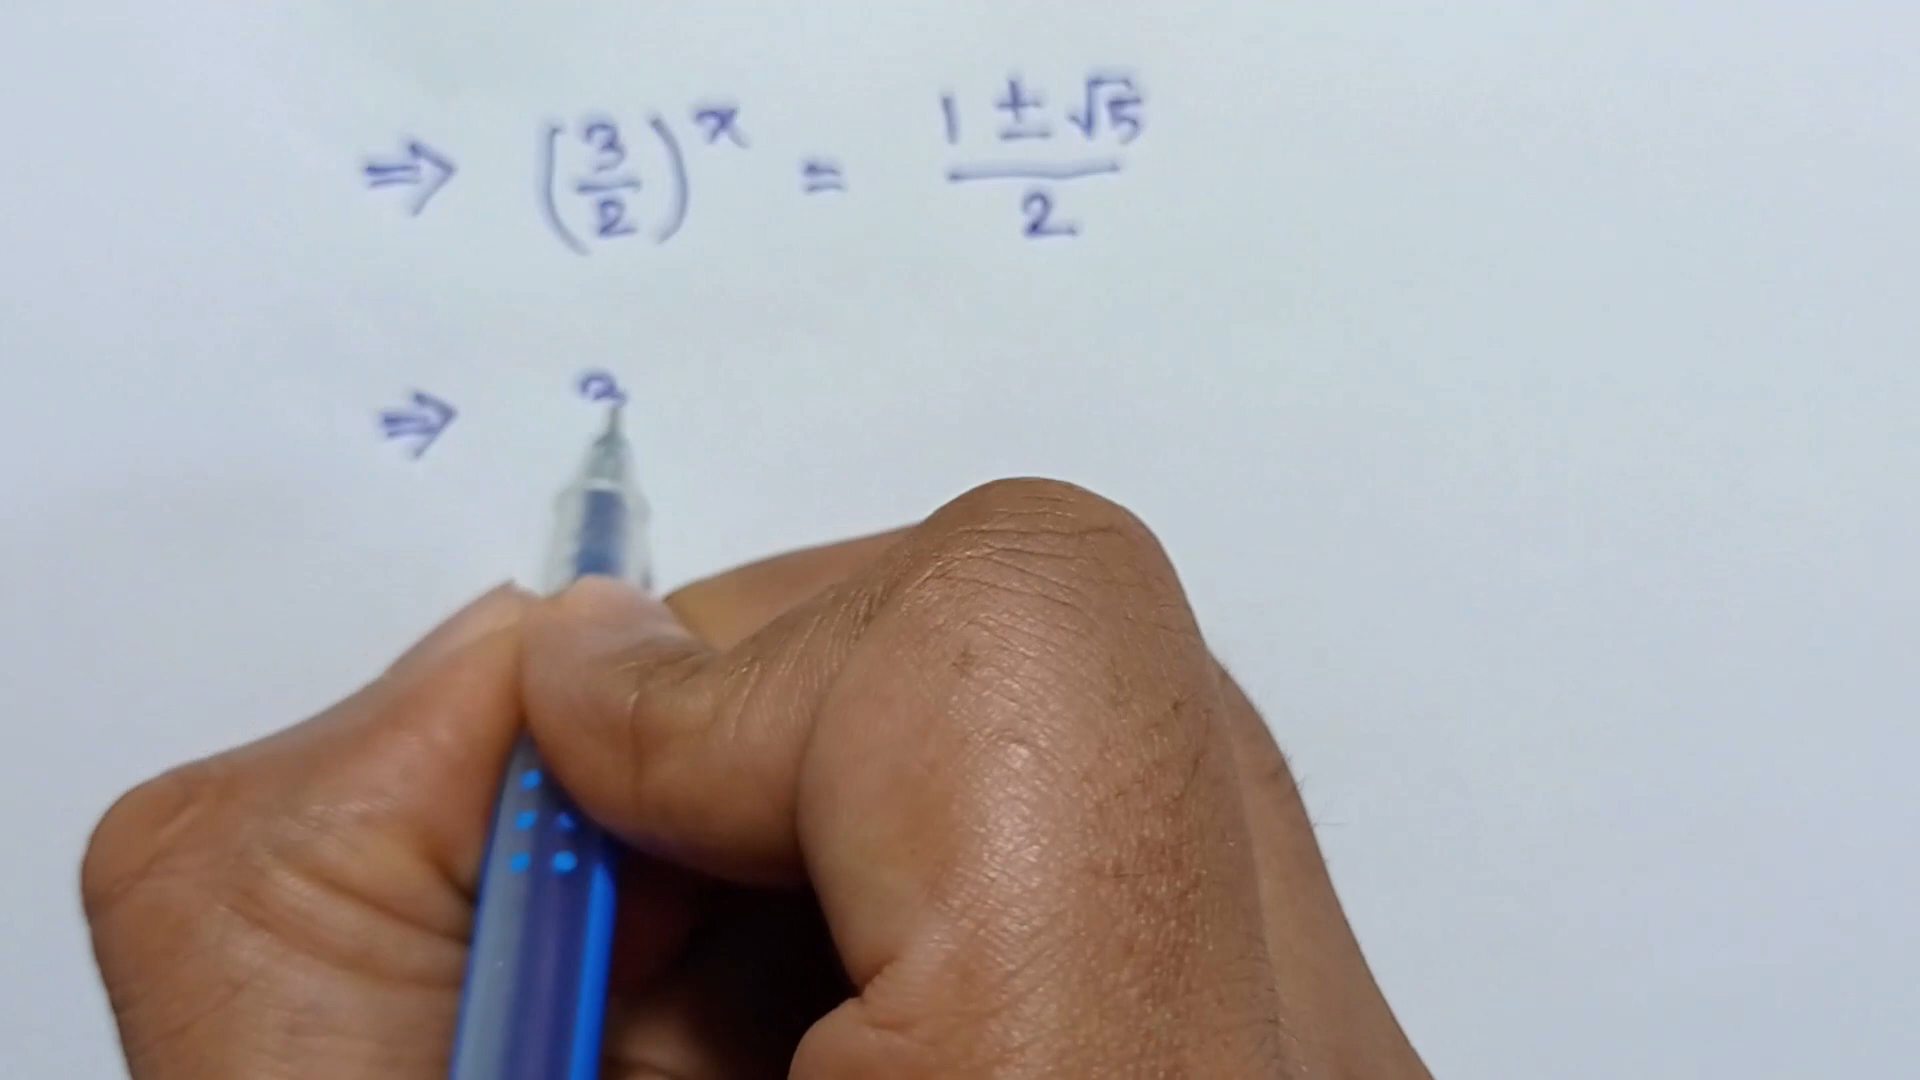 ⇒ (3/2)^x = (1 ± √5)/2
⇒